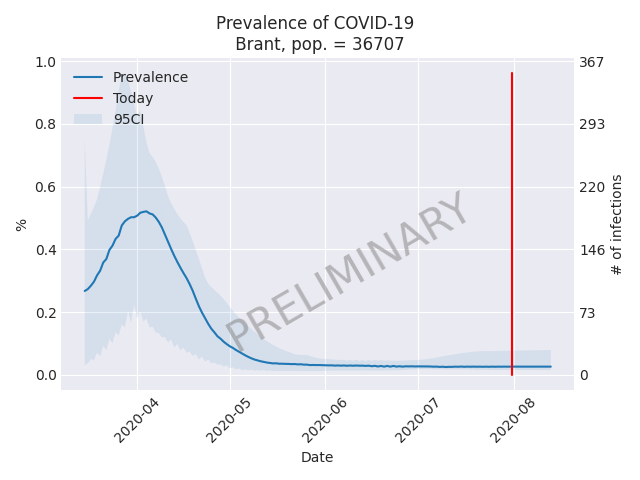 Prevalence of COVID-19
Brant, pop. = 36707
1.0
0.8
0.6
0.4
0.2
0.0
%
Prevalence
Today
95CI
PRELIMINARY
367
293
220
146
73
0
# of infections
2020-04
2020-05
2020-06
2020-07
2020-08
Date